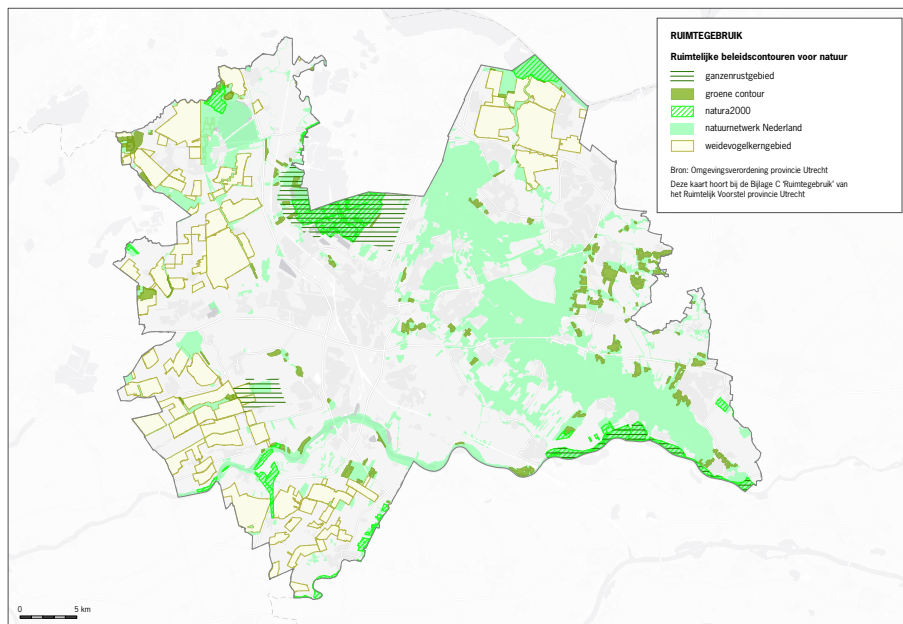 RUIMTEGEBRUIK
Ruimtelijke beleidscontouren voor natuur
ganzenrustgebied
groene contour
natura2000
natuurnetwerk Nederland
weidevogelkerngebied
Bron: Omgevingsverordening provincie Utrecht
Deze kaart hoort bij de Bijlage C 'Ruimtegebruik' van
het Ruimtelijk Voorstel provincie Utrecht
0 5 km